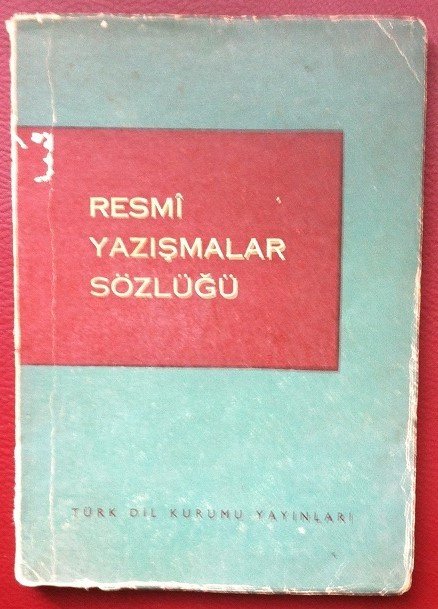 RESMÎ
YAZIŞMALAR
SÖZLÜĞÜ
TÜRK DİL KURUMU YAYINLARI